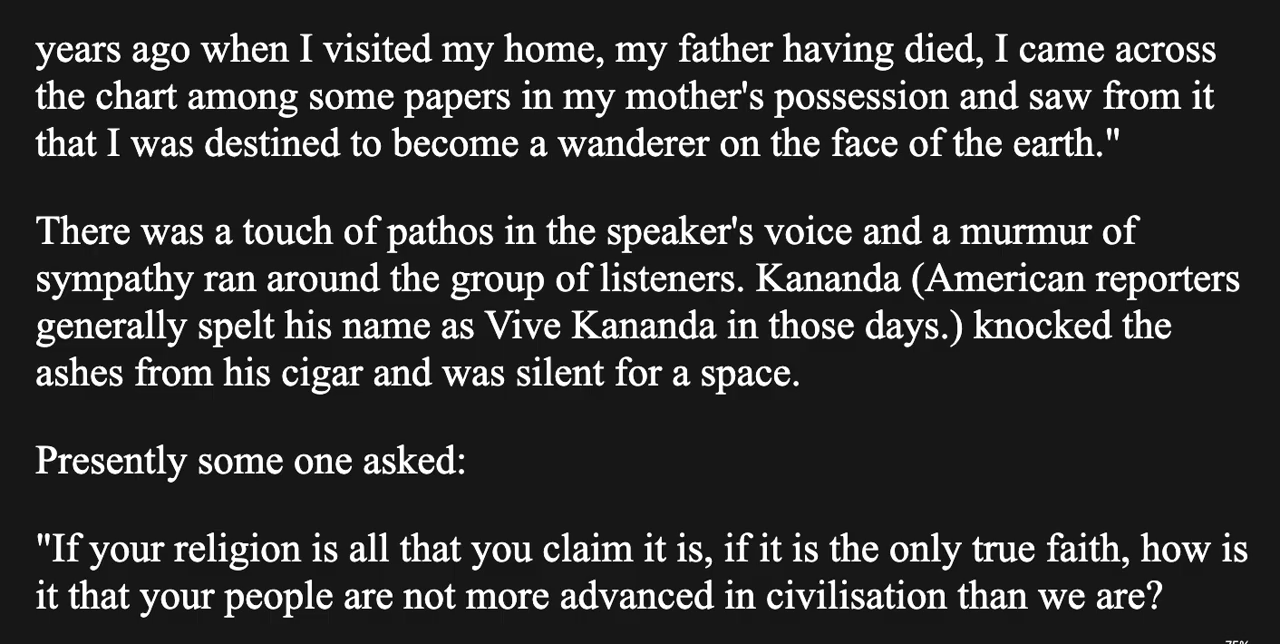 years ago when I visited my home, my father having died, I came across
the chart among some papers in my mother's possession and saw from it
that I was destined to become a wanderer on the face of the earth."
There was a touch of pathos in the speaker's voice and a murmur of
sympathy ran around the group of listeners. Kananda (American reporters
generally spelt his name as Vive Kananda in those days.) knocked the
ashes from his cigar and was silent for a space.
Presently some one asked:
"If your religion is all that you claim it is, if it is the only true faith, how is
it that your people are not more advanced in civilisation than we are?